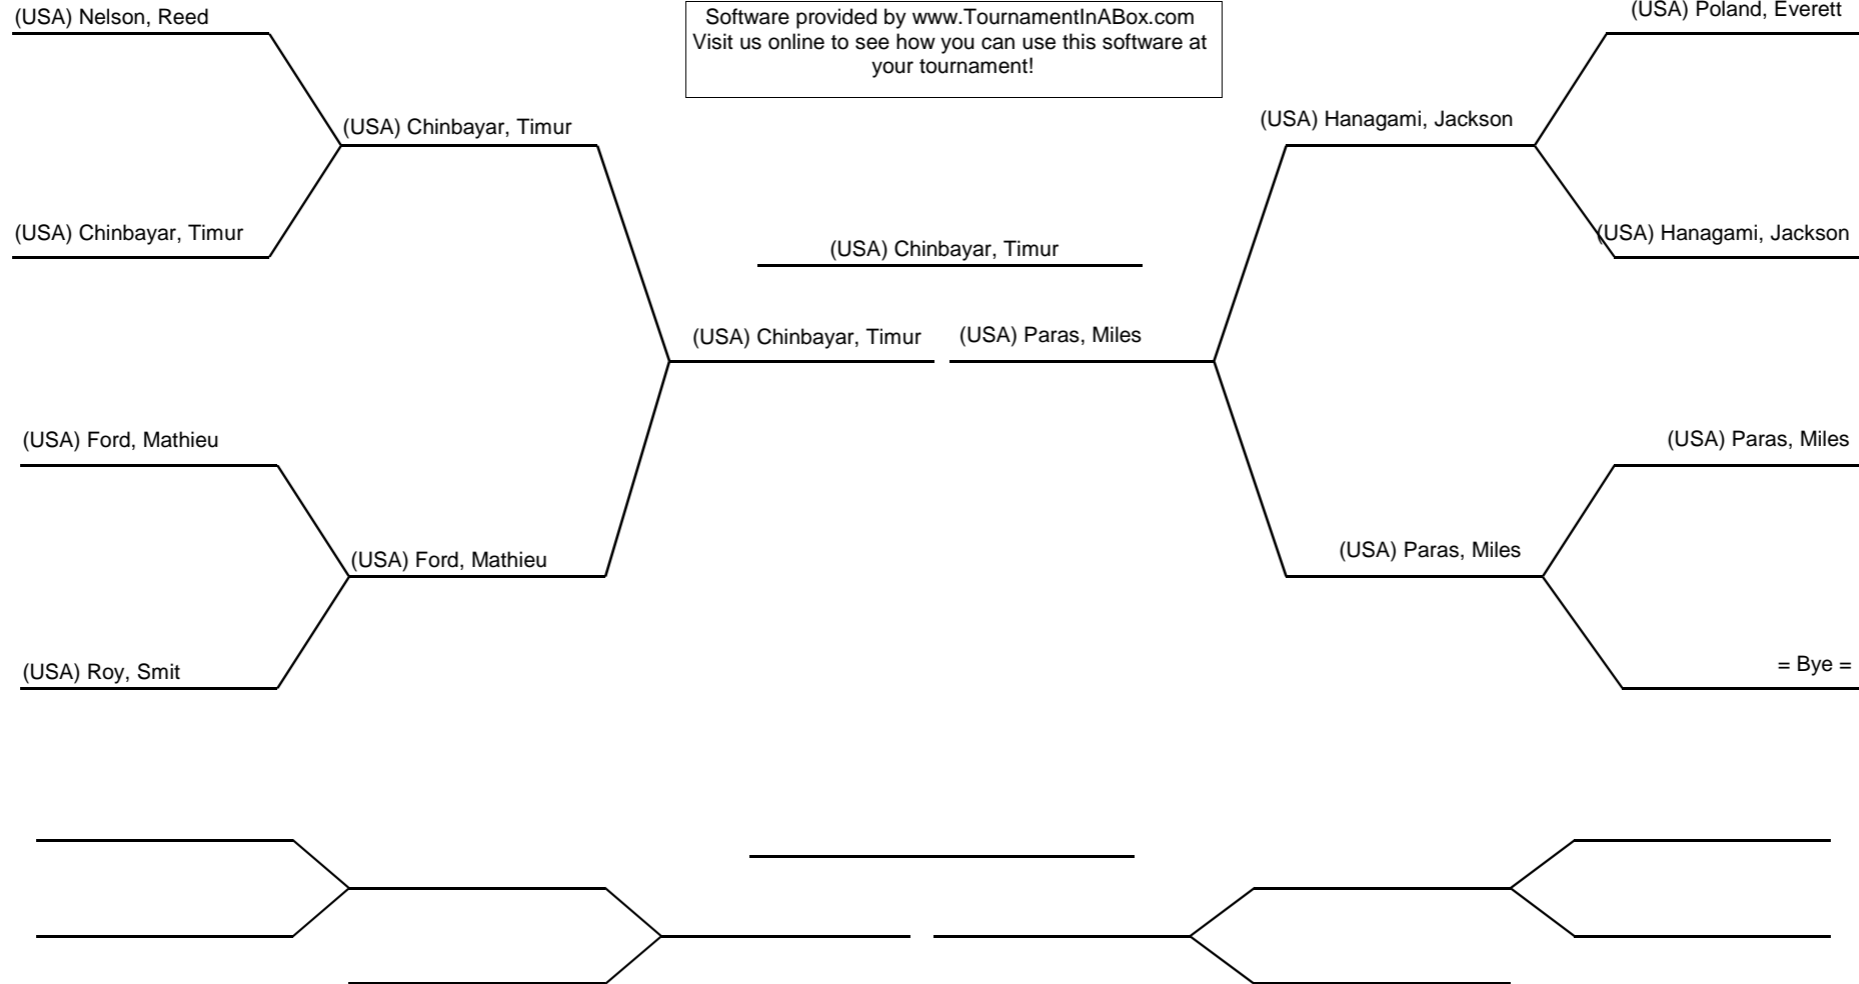 (USA) Nelson, Reed
Software provided by www.TournamentInABox.com
Visit us online to see how you can use this software at
your tournament!
(USA) Poland, Everett
(USA) Chinbayar, Timur
(USA) Hanagami, Jackson
(USA) Chinbayar, Timur
(USA) Chinbayar, Timur
(USA) Hanagami, Jackson
(USA) Chinbayar, Timur
(USA) Paras, Miles
(USA) Ford, Mathieu
(USA) Paras, Miles
(USA) Ford, Mathieu
(USA) Paras, Miles
(USA) Roy, Smit
= Bye =